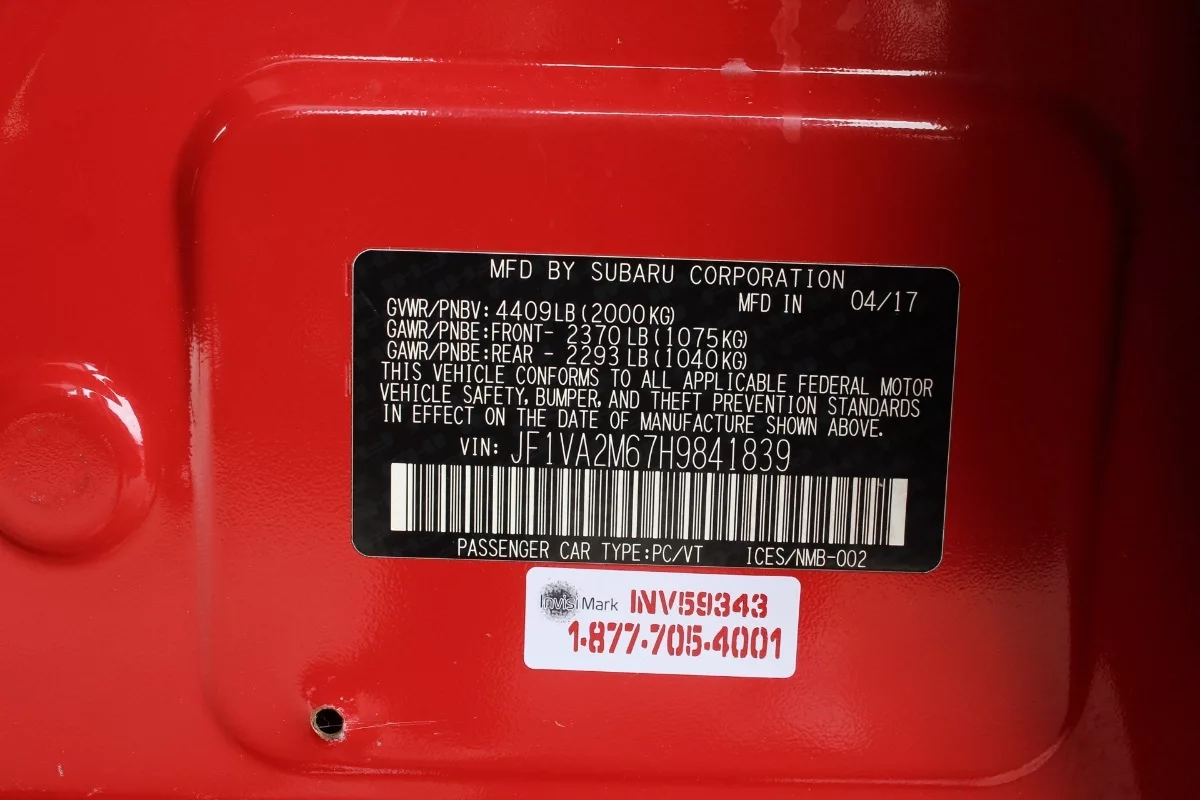 MFD BY SUBARU CORPORATION
MFD IN 04/17
GVWR/PNBV: 4409LB(2000KG)
GAWR/PNBE:FRONT- 2370LB(1075KG)
GAWR/PNBE:REAR - 2293LB(1040KG)
THIS VEHICLE CONFORMS TO ALL APPLICABLE FEDERAL MOTOR
VEHICLE SAFETY, BUMPER, AND THEFT PREVENTION STANDARDS
IN EFFECT ON THE DATE OF MANUFACTURE SHOWN ABOVE.
VIN: JF1VA2M67H9841839
PASSENGER CAR TYPE:PC/VT ICES/NMB-002
InvisiMark INV59343
1-877-705-4001